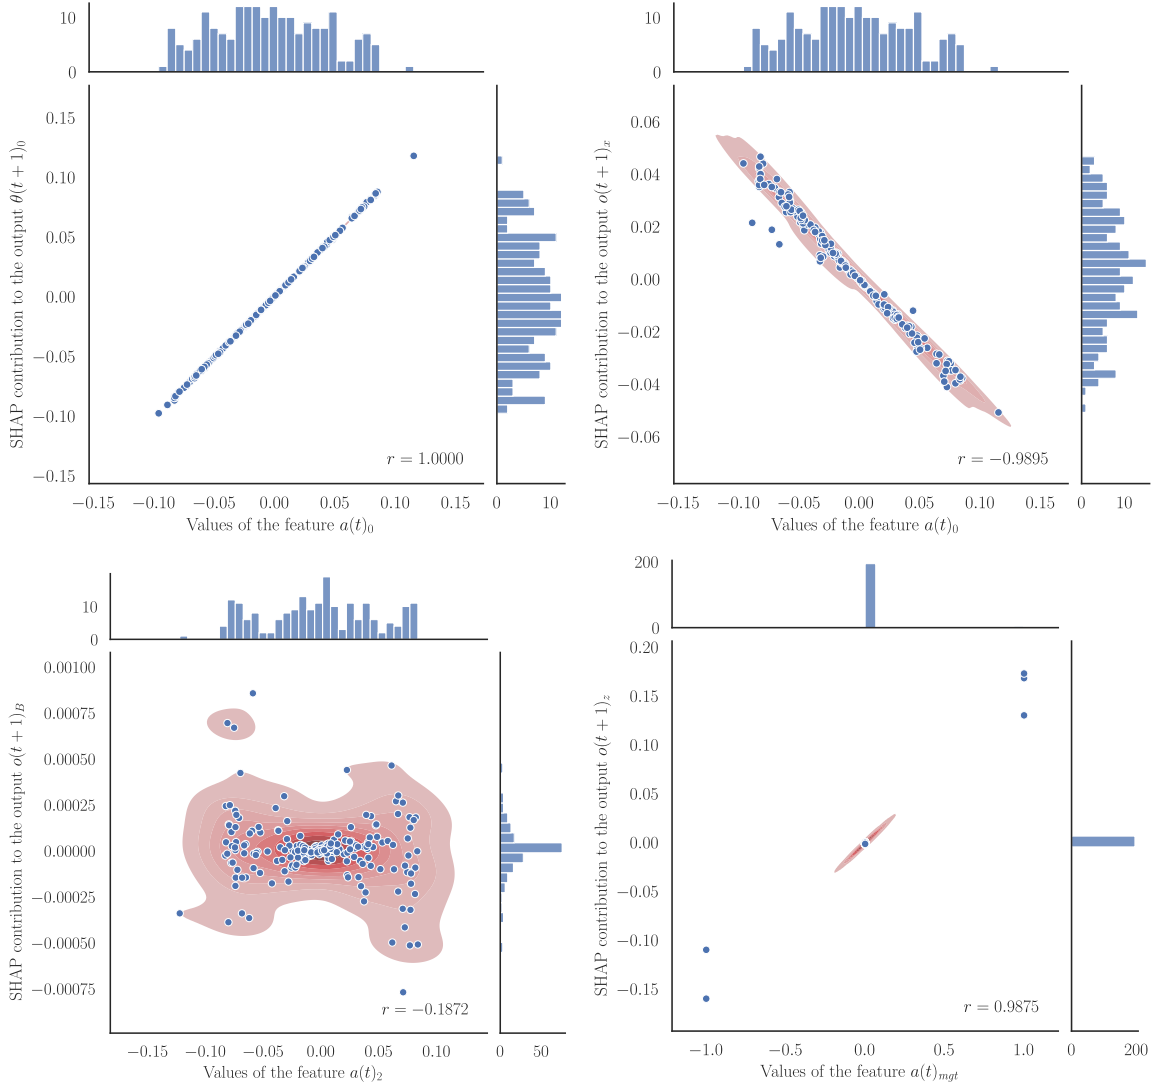 10
0
SHAP contribution to the output θ(t + 1)₀
0.15
0.10
0.05
0.00
−0.05
−0.10
−0.15
r = 1.0000
−0.15 −0.10 −0.05 0.00 0.05 0.10 0.15
0 10
Values of the feature a(t)₀
10
0
SHAP contribution to the output o(t + 1)ₓ
0.06
0.04
0.02
0.00
−0.02
−0.04
−0.06
r = −0.9895
−0.15 −0.10 −0.05 0.00 0.05 0.10 0.15
0 10
Values of the feature a(t)₀
10
0
SHAP contribution to the output o(t + 1)_B
0.00100
0.00075
0.00050
0.00025
0.00000
−0.00025
−0.00050
−0.00075
r = −0.1872
−0.15 −0.10 −0.05 0.00 0.05 0.10
0 50
Values of the feature a(t)₂
200
0
SHAP contribution to the output o(t + 1)_z
0.20
0.15
0.10
0.05
0.00
−0.05
−0.10
−0.15
r = 0.9875
−1.0 −0.5 0.0 0.5 1.0
0 200
Values of the feature a(t)_mgt